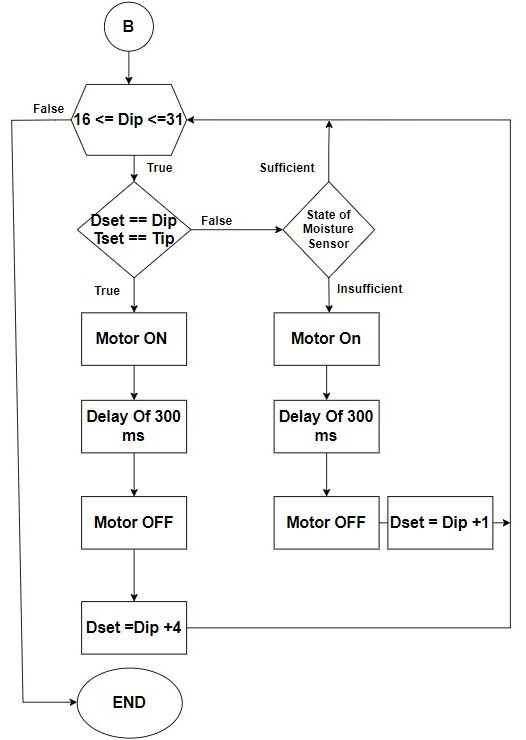 B
False
16 <= Dip <=31
True
Sufficient
Dset == Dip
Tset == Tip
False
State of
Moisture
Sensor
True
Insufficient
Motor ON
Motor On
Delay Of 300
ms
Delay Of 300
ms
Motor OFF
Motor OFF
Dset = Dip +1
Dset =Dip +4
END